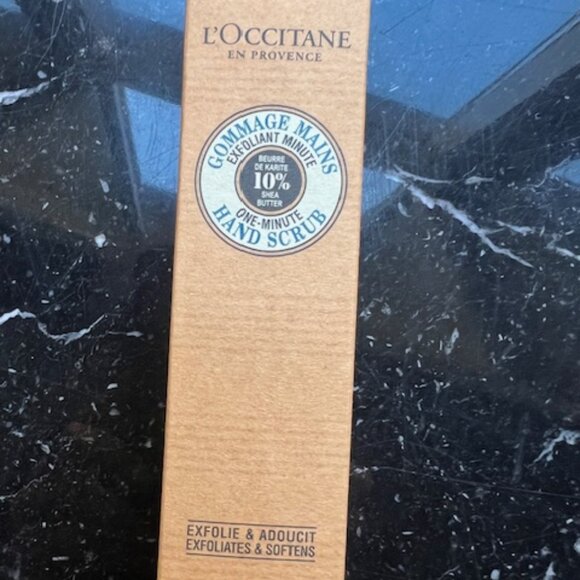 L'OCCITANE
EN PROVENCE
GOMMAGE MAINS
EXFOLIANT MINUTE
BEURRE
DE KARITE
10%
SHEA
BUTTER
ONE-MINUTE
HAND SCRUB
EXFOLIE & ADOUCIT
EXFOLIATES & SOFTENS